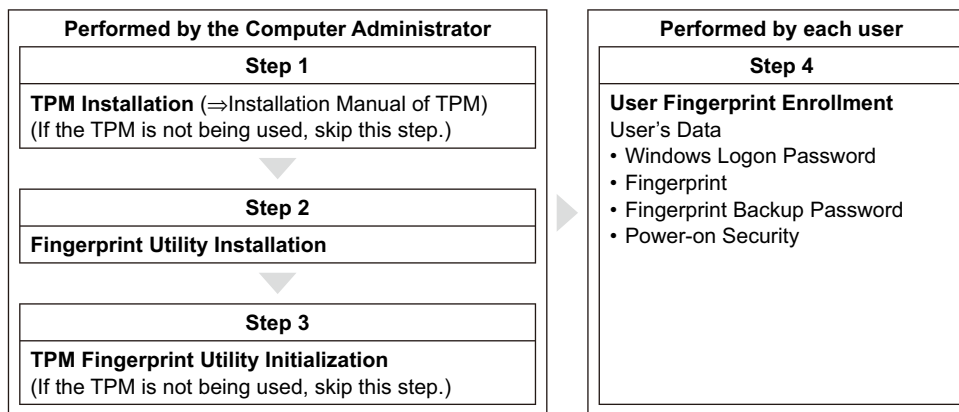 Performed by the Computer Administrator
Step 1
TPM Installation (⇒Installation Manual of TPM)
(If the TPM is not being used, skip this step.)
Step 2
Fingerprint Utility Installation
Step 3
TPM Fingerprint Utility Initialization
(If the TPM is not being used, skip this step.)
Performed by each user
Step 4
User Fingerprint Enrollment
User's Data
• Windows Logon Password
• Fingerprint
• Fingerprint Backup Password
• Power-on Security